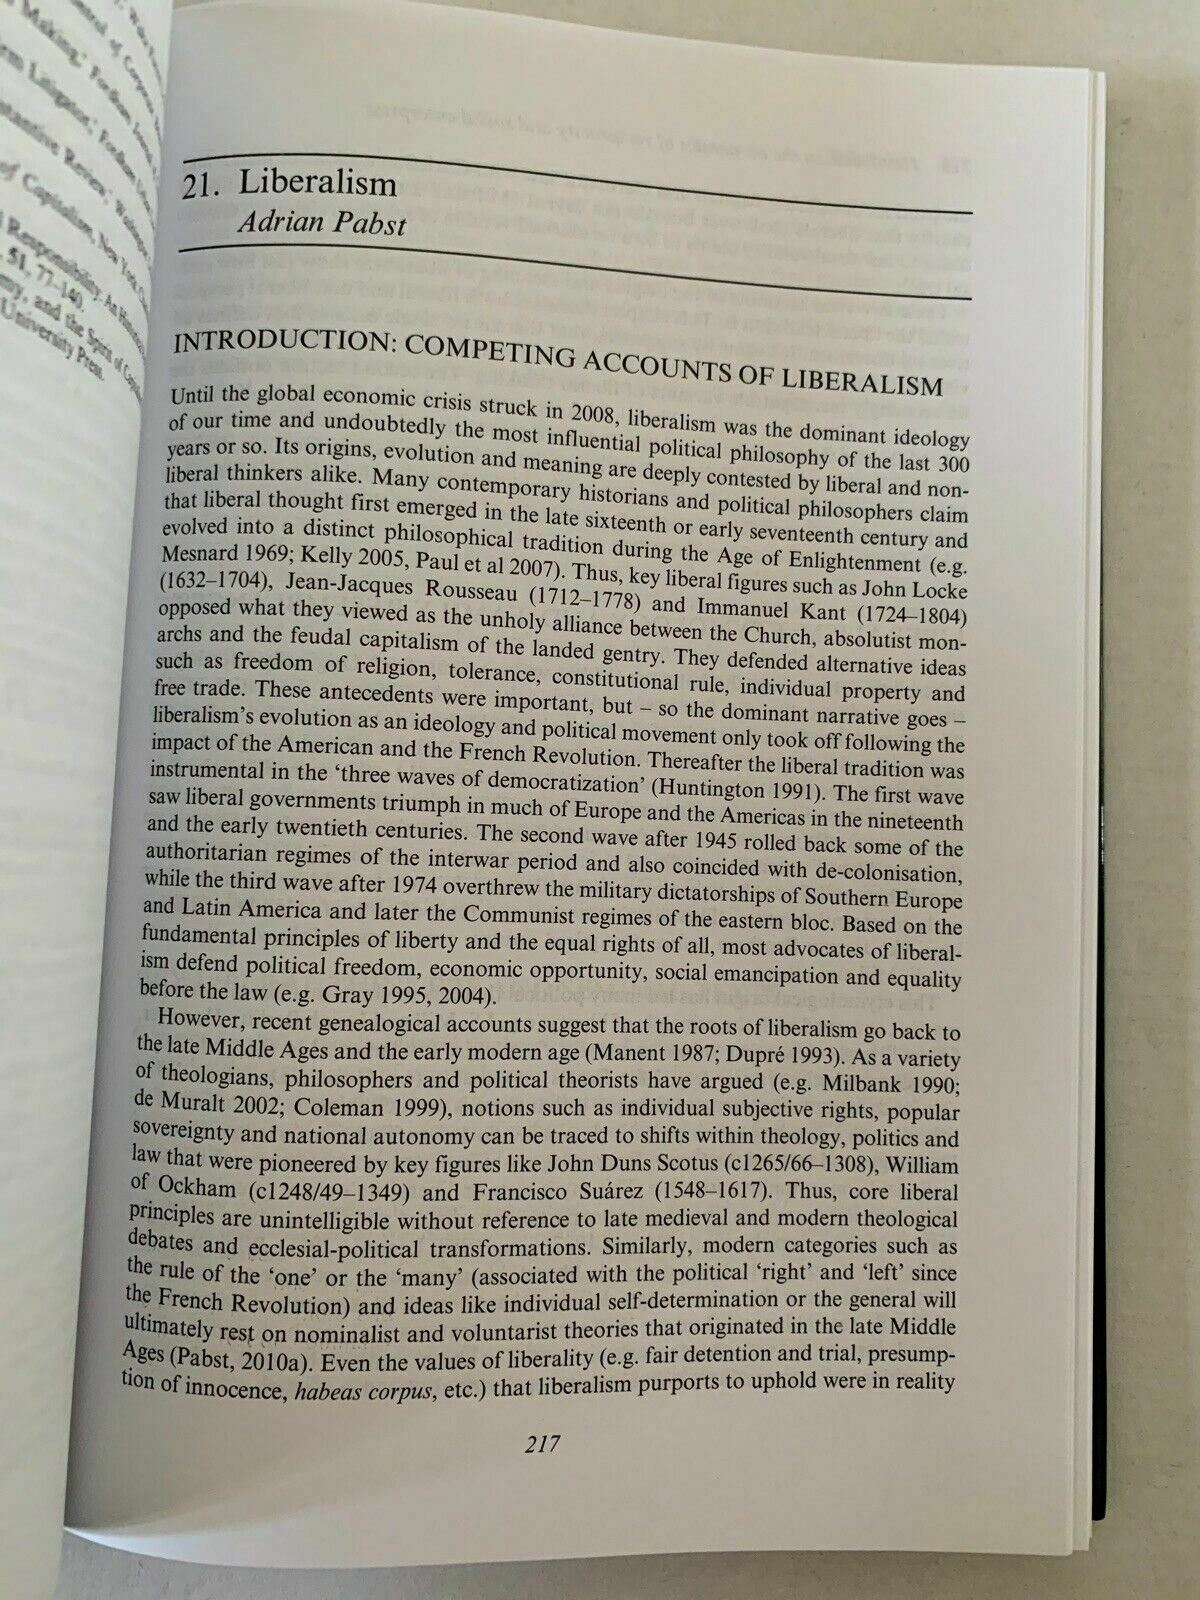 Making,' Fordham
Litigation,' Fordham
Substantive Review,' Washington
of Capitalism, New York
Responsibility: An Historical
51, 77–140.
and the Spirit of
University Press.
21. Liberalism
Adrian Pabst
INTRODUCTION: COMPETING ACCOUNTS OF LIBERALISM
Until the global economic crisis struck in 2008, liberalism was the dominant ideology
of our time and undoubtedly the most influential political philosophy of the last 300
years or so. Its origins, evolution and meaning are deeply contested by liberal and non-
liberal thinkers alike. Many contemporary historians and political philosophers claim
that liberal thought first emerged in the late sixteenth or early seventeenth century and
evolved into a distinct philosophical tradition during the Age of Enlightenment (e.g.
Mesnard 1969; Kelly 2005, Paul et al 2007). Thus, key liberal figures such as John Locke
(1632–1704), Jean-Jacques Rousseau (1712–1778) and Immanuel Kant (1724–1804)
opposed what they viewed as the unholy alliance between the Church, absolutist mon-
archs and the feudal capitalism of the landed gentry. They defended alternative ideas
such as freedom of religion, tolerance, constitutional rule, individual property and
free trade. These antecedents were important, but – so the dominant narrative goes –
liberalism's evolution as an ideology and political movement only took off following the
impact of the American and the French Revolution. Thereafter the liberal tradition was
instrumental in the 'three waves of democratization' (Huntington 1991). The first wave
saw liberal governments triumph in much of Europe and the Americas in the nineteenth
and the early twentieth centuries. The second wave after 1945 rolled back some of the
authoritarian regimes of the interwar period and also coincided with de-colonisation,
while the third wave after 1974 overthrew the military dictatorships of Southern Europe
and Latin America and later the Communist regimes of the eastern bloc. Based on the
fundamental principles of liberty and the equal rights of all, most advocates of liberal-
ism defend political freedom, economic opportunity, social emancipation and equality
before the law (e.g. Gray 1995, 2004).
However, recent genealogical accounts suggest that the roots of liberalism go back to
the late Middle Ages and the early modern age (Manent 1987; Dupré 1993). As a variety
of theologians, philosophers and political theorists have argued (e.g. Milbank 1990;
de Muralt 2002; Coleman 1999), notions such as individual subjective rights, popular
sovereignty and national autonomy can be traced to shifts within theology, politics and
law that were pioneered by key figures like John Duns Scotus (c1265/66–1308), William
of Ockham (c1248/49–1349) and Francisco Suárez (1548–1617). Thus, core liberal
principles are unintelligible without reference to late medieval and modern theological
debates and ecclesial-political transformations. Similarly, modern categories such as
the rule of the 'one' or the 'many' (associated with the political 'right' and 'left' since
the French Revolution) and ideas like individual self-determination or the general will
ultimately rest on nominalist and voluntarist theories that originated in the late Middle
Ages (Pabst, 2010a). Even the values of liberality (e.g. fair detention and trial, presump-
tion of innocence, habeas corpus, etc.) that liberalism purports to uphold were in reality
217